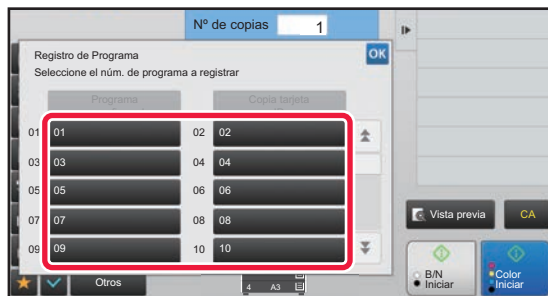 Nº de copias 1
Registro de Programa
OK
Seleccione el núm. de programa a registrar
Programa
Copia tarjeta
01 01 02 02
03 03 04 04
05 05 06 06
07 07 08 08
09 09 10 10
Vista previa
CA
B/N
Iniciar
Color
Iniciar
Otros
4 A3